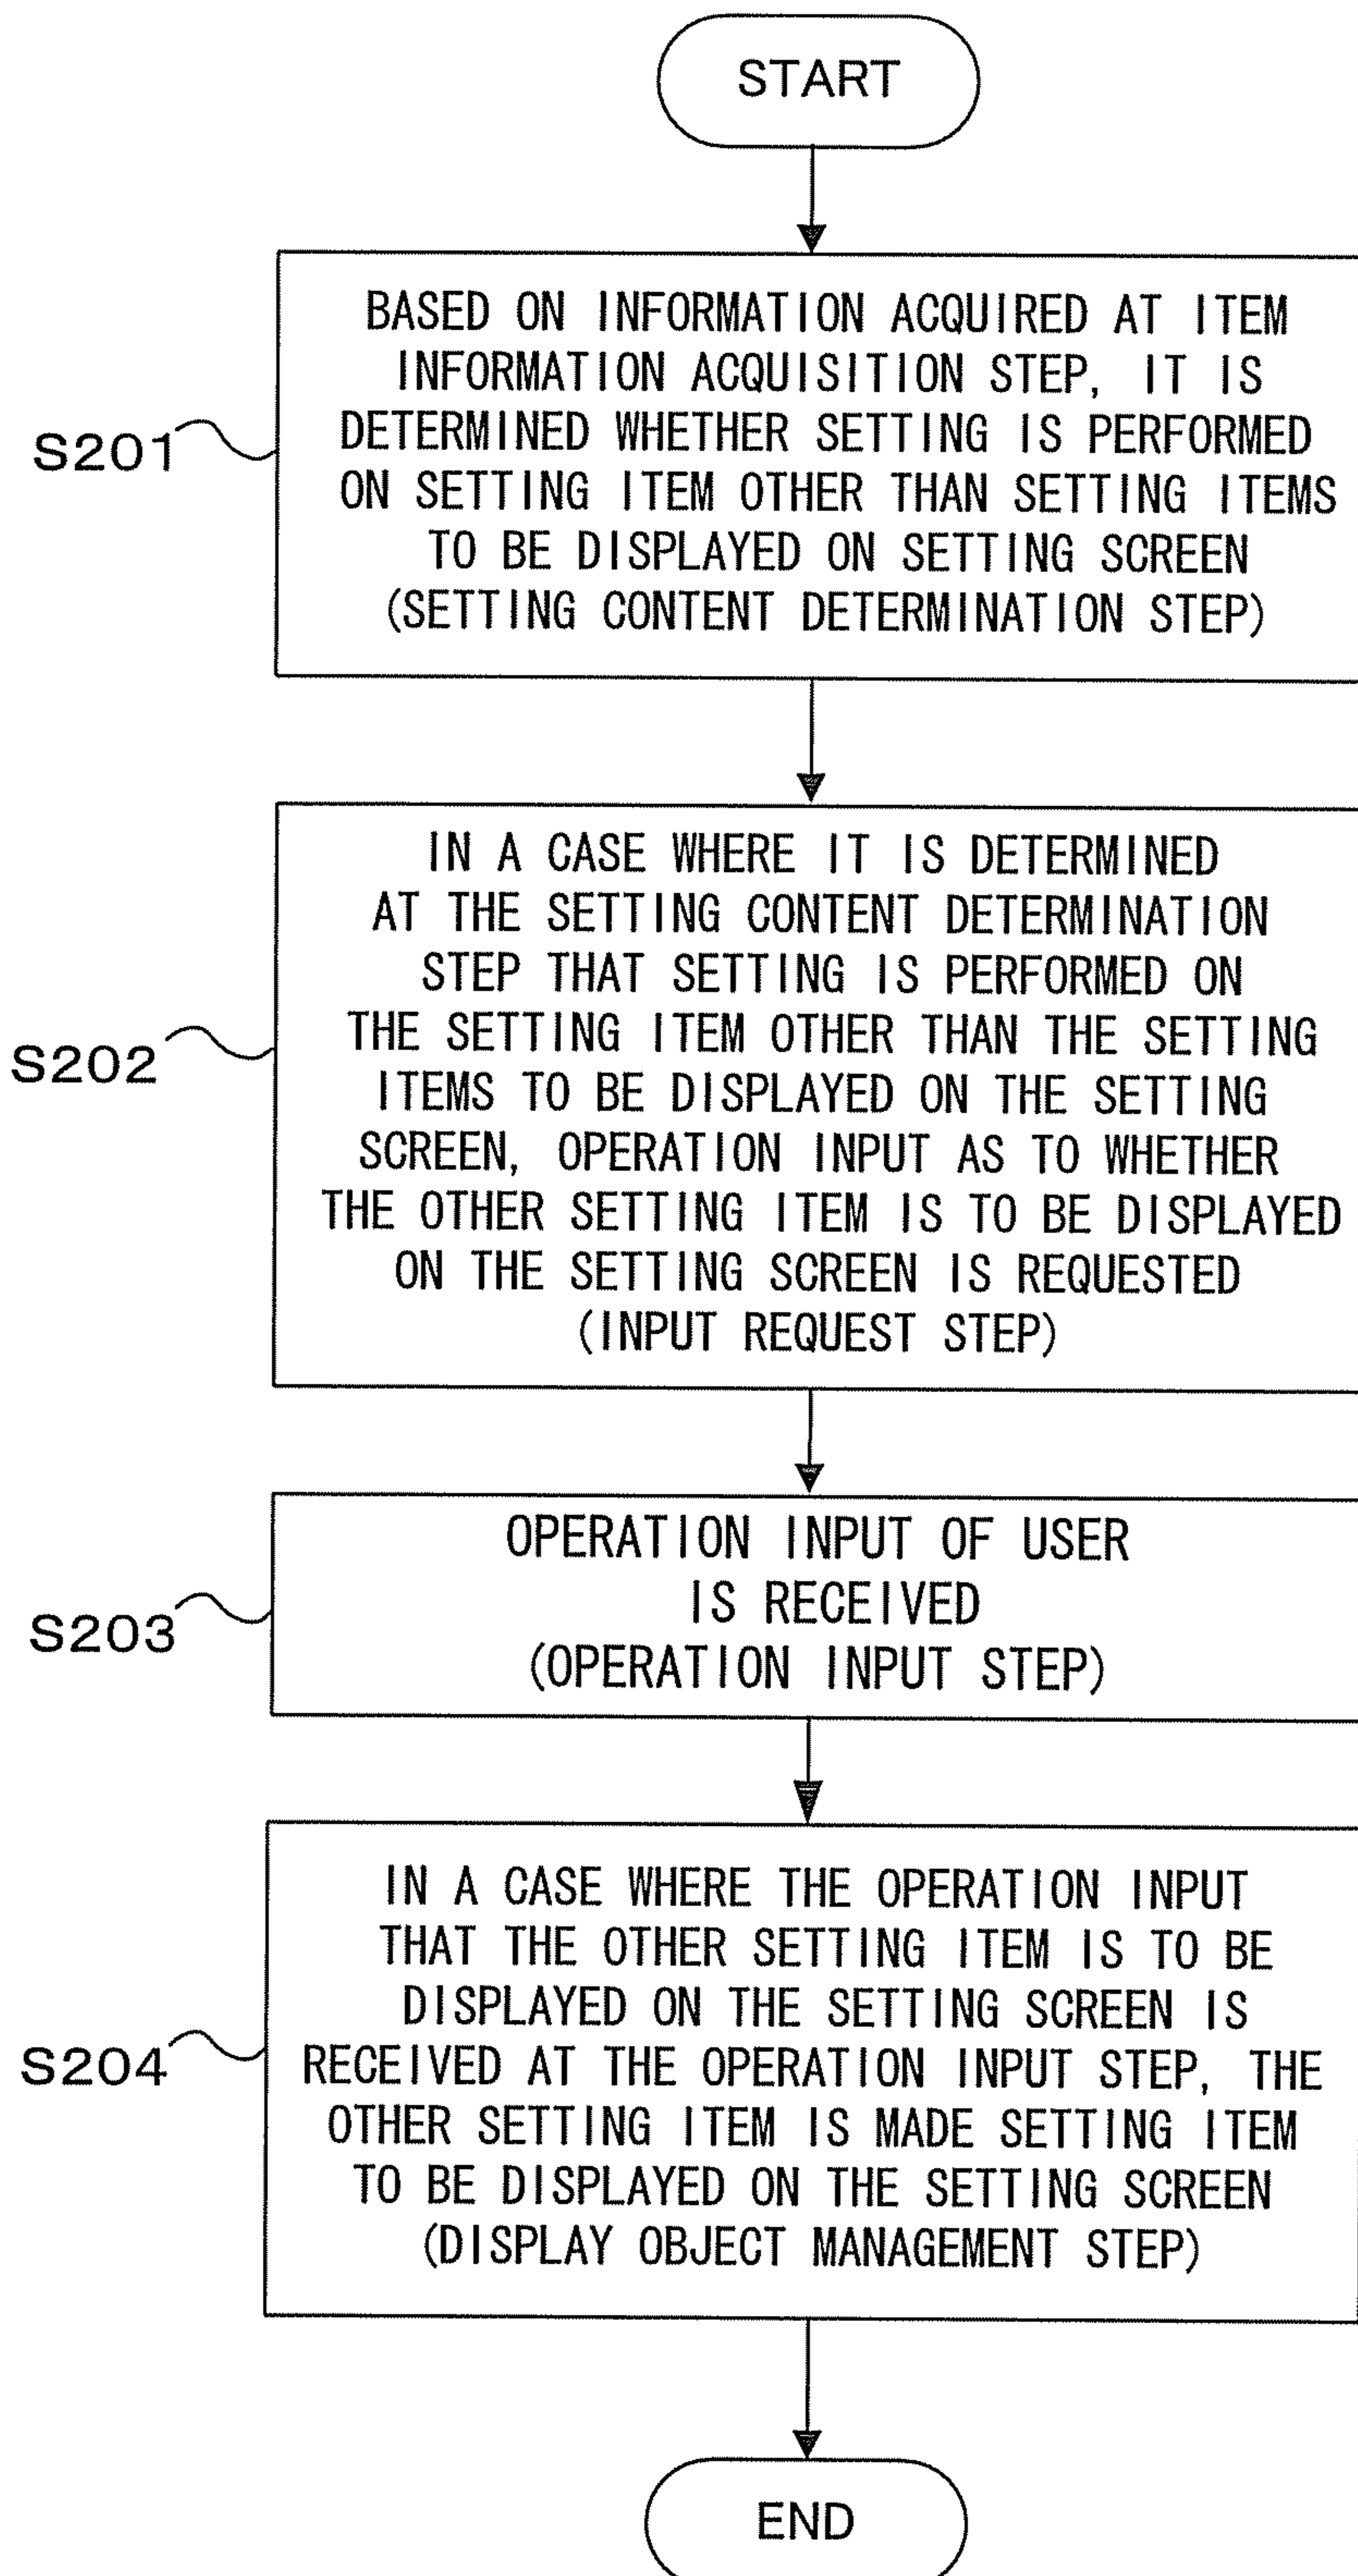 START
BASED ON INFORMATION ACQUIRED AT ITEM
INFORMATION ACQUISITION STEP, IT IS
DETERMINED WHETHER SETTING IS PERFORMED
ON SETTING ITEM OTHER THAN SETTING ITEMS
TO BE DISPLAYED ON SETTING SCREEN
(SETTING CONTENT DETERMINATION STEP)
S201
IN A CASE WHERE IT IS DETERMINED
AT THE SETTING CONTENT DETERMINATION
STEP THAT SETTING IS PERFORMED ON
THE SETTING ITEM OTHER THAN THE SETTING
ITEMS TO BE DISPLAYED ON THE SETTING
SCREEN, OPERATION INPUT AS TO WHETHER
THE OTHER SETTING ITEM IS TO BE DISPLAYED
ON THE SETTING SCREEN IS REQUESTED
(INPUT REQUEST STEP)
S202
OPERATION INPUT OF USER
IS RECEIVED
(OPERATION INPUT STEP)
S203
IN A CASE WHERE THE OPERATION INPUT
THAT THE OTHER SETTING ITEM IS TO BE
DISPLAYED ON THE SETTING SCREEN IS
RECEIVED AT THE OPERATION INPUT STEP, THE
OTHER SETTING ITEM IS MADE SETTING ITEM
TO BE DISPLAYED ON THE SETTING SCREEN
(DISPLAY OBJECT MANAGEMENT STEP)
S204
END